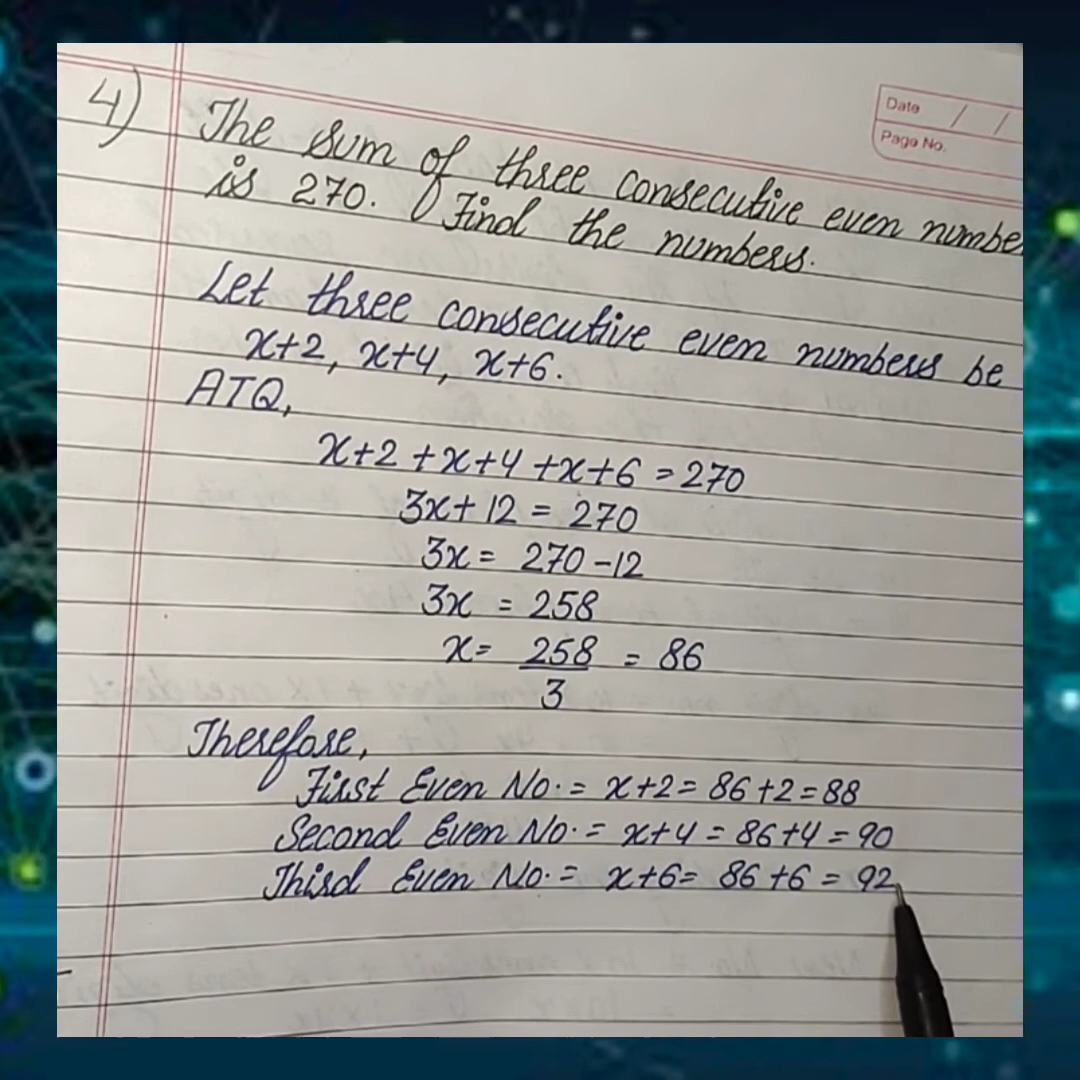 Date / /
Page No.
4) The sum of three consecutive even numbe
is 270. Find the numbers.
Let three consecutive even numbers be
x+2, x+4, x+6.
ATQ,
x+2+x+4+x+6=270
3x+12 = 270
3x = 270-12
3x = 258
x = 258/3 = 86
Therefore,
First Even No. = x+2 = 86+2 = 88
Second Even No. = x+4 = 86+4 = 90
Third Even No. = x+6 = 86+6 = 92